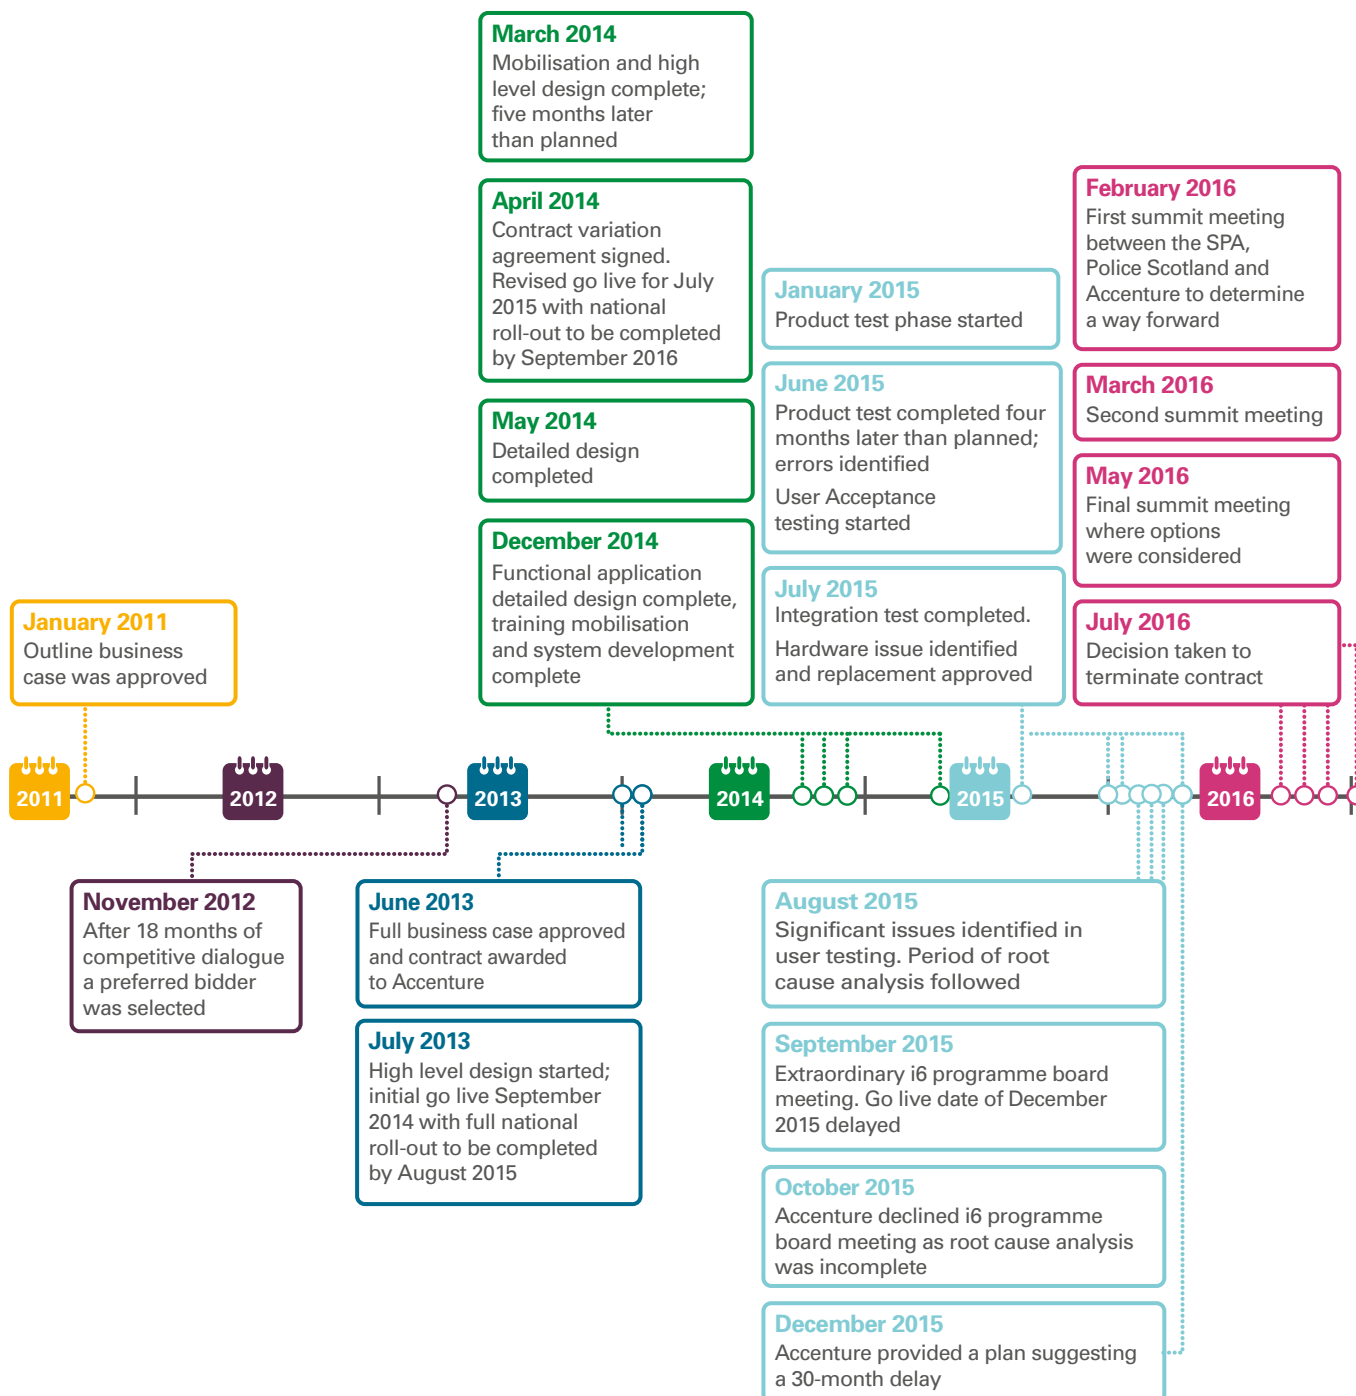 March 2014
Mobilisation and high
level design complete;
five months later
than planned
April 2014
Contract variation
agreement signed.
Revised go live for July
2015 with national
roll-out to be completed
by September 2016
May 2014
Detailed design
completed
December 2014
Functional application
detailed design complete,
training mobilisation
and system development
complete
January 2015
Product test phase started
June 2015
Product test completed four
months later than planned;
errors identified
User Acceptance
testing started
July 2015
Integration test completed.
Hardware issue identified
and replacement approved
February 2016
First summit meeting
between the SPA,
Police Scotland and
Accenture to determine
a way forward
March 2016
Second summit meeting
May 2016
Final summit meeting
where options
were considered
July 2016
Decision taken to
terminate contract
January 2011
Outline business
case was approved
2011
2012
2013
2014
2015
2016
November 2012
After 18 months of
competitive dialogue
a preferred bidder
was selected
June 2013
Full business case approved
and contract awarded
to Accenture
July 2013
High level design started;
initial go live September
2014 with full national
roll-out to be completed
by August 2015
August 2015
Significant issues identified in
user testing. Period of root
cause analysis followed
September 2015
Extraordinary i6 programme board
meeting. Go live date of December
2015 delayed
October 2015
Accenture declined i6 programme
board meeting as root cause analysis
was incomplete
December 2015
Accenture provided a plan suggesting
a 30-month delay